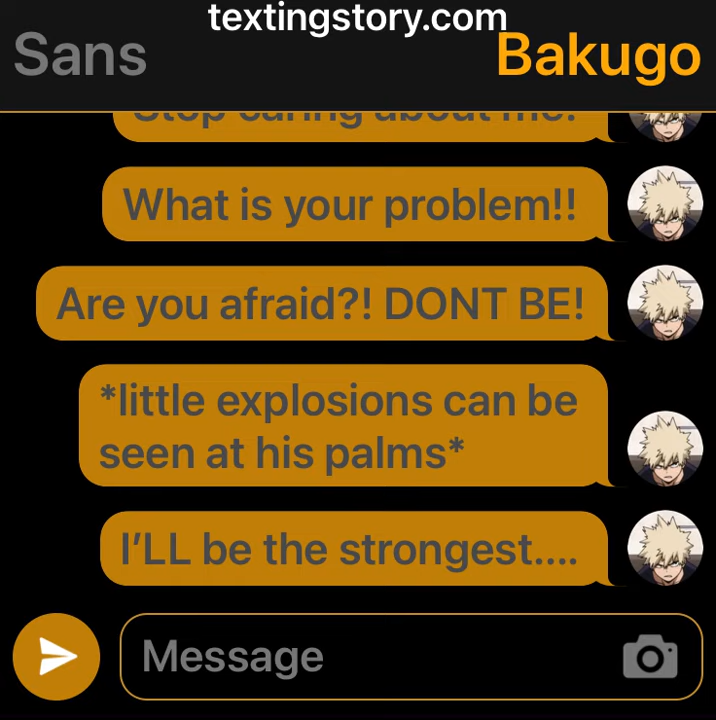 textingstory.com
Sans
Bakugo
Stop caring about me!
What is your problem!!
Are you afraid?! DONT BE!
*little explosions can be
seen at his palms*
I’LL be the strongest....
Message